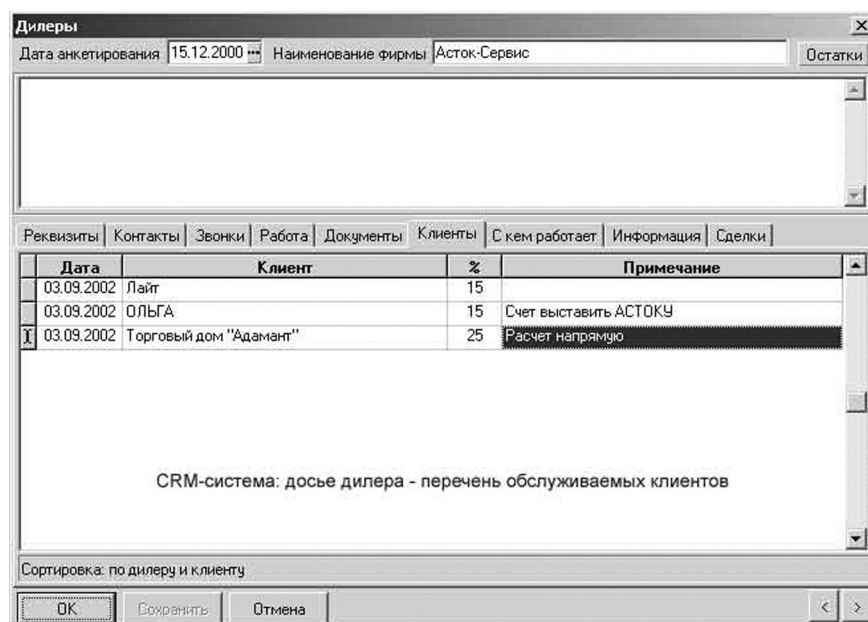 Дилеры
Дата анкетирования 15.12.2000 ... Наименование фирмы Асток-Сервис Остатки
Реквизиты Контакты Звонки Работа Документы Клиенты С кем работает Информация Сделки
Дата Клиент % Примечание
03.09.2002 Лайт 15
03.09.2002 ОЛЬГА 15 Счет выставить АСТОКУ
03.09.2002 Торговый дом "Адамант" 25 Расчет напрямую
CRM-система: досье дилера - перечень обслуживаемых клиентов
Сортировка: по дилеру и клиенту
OK Сохранить Отмена < >